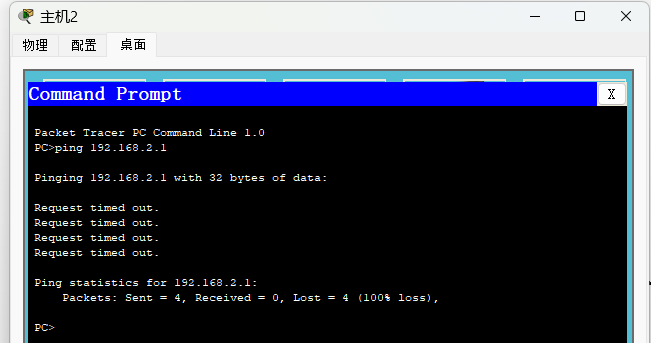 主机2
物理 配置 桌面
Command Prompt X
Packet Tracer PC Command Line 1.0
PC>ping 192.168.2.1
Pinging 192.168.2.1 with 32 bytes of data:
Request timed out.
Request timed out.
Request timed out.
Request timed out.
Ping statistics for 192.168.2.1:
Packets: Sent = 4, Received = 0, Lost = 4 (100% loss),
PC>